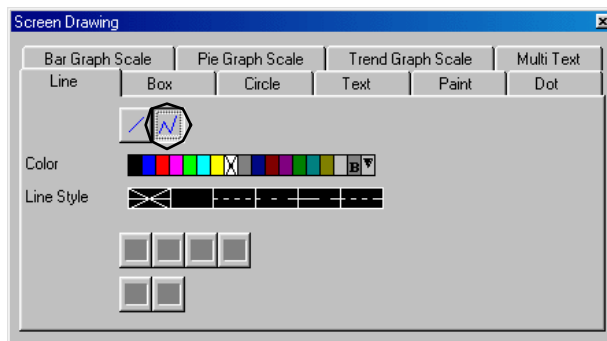 Screen Drawing
Bar Graph Scale Pie Graph Scale Trend Graph Scale Multi Text
Line Box Circle Text Paint Dot
Color B
Line Style